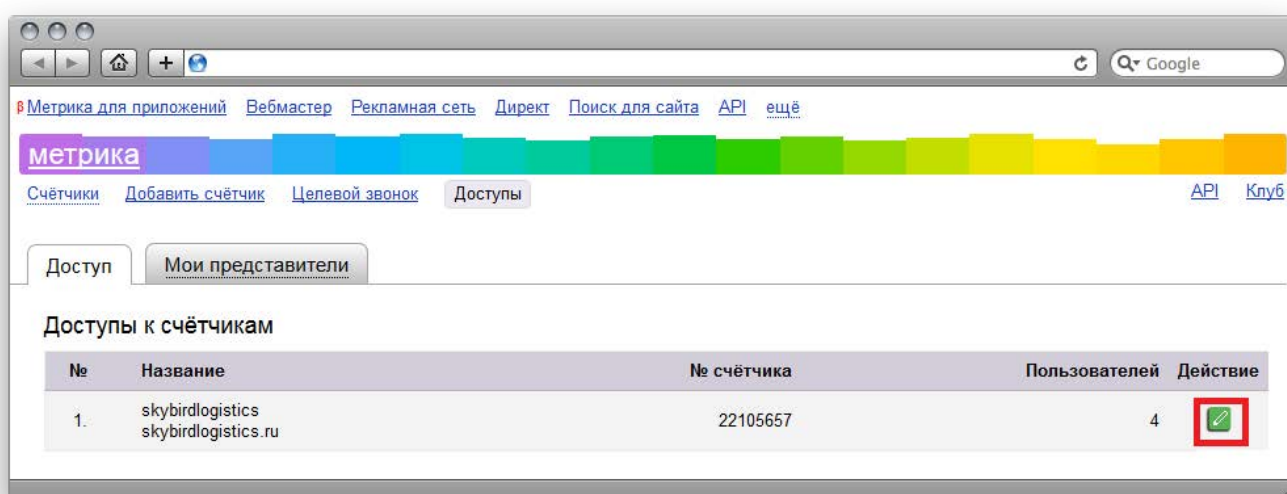 Google
β Метрика для приложений Вебмастер Рекламная сеть Директ Поиск для сайта API ещё
метрика
Счётчики Добавить счётчик Целевой звонок Доступы API Клуб
Доступ Мои представители
Доступы к счётчикам
№ Название № счётчика Пользователей Действие
1. skybirdlogistics 22105657 4
skybirdlogistics.ru